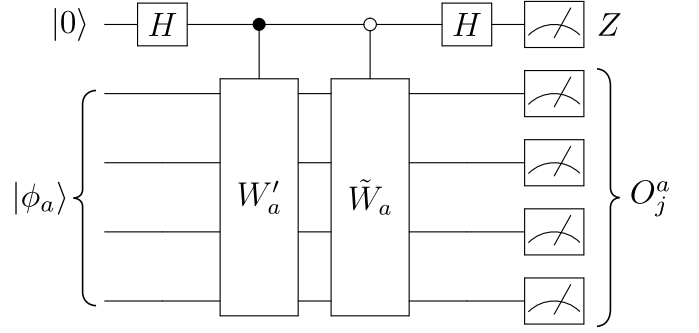 |0⟩ H H Z
|ϕ_a⟩ W'_a W̃_a O^a_j